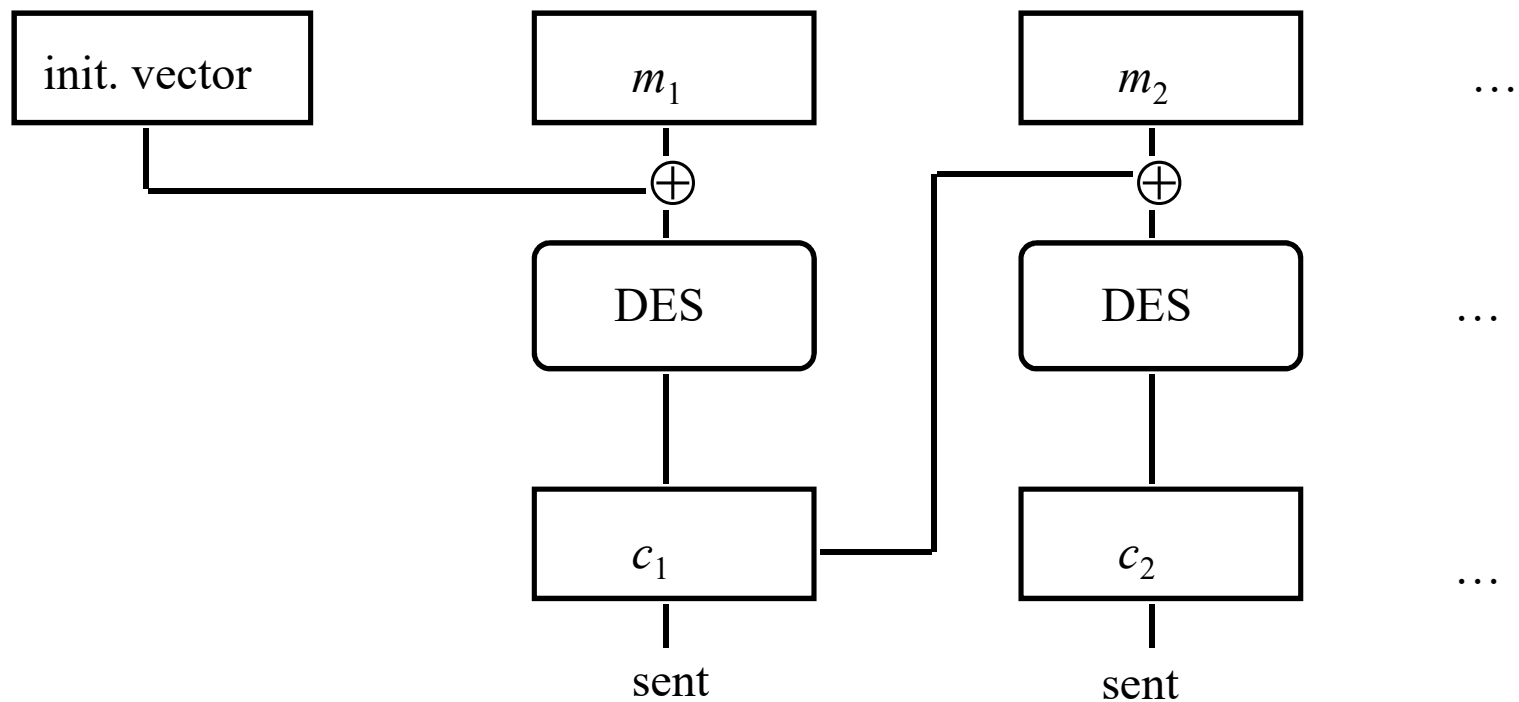 init. vector m₁ m₂ …
⊕ ⊕
DES DES …
c₁ c₂ …
sent sent